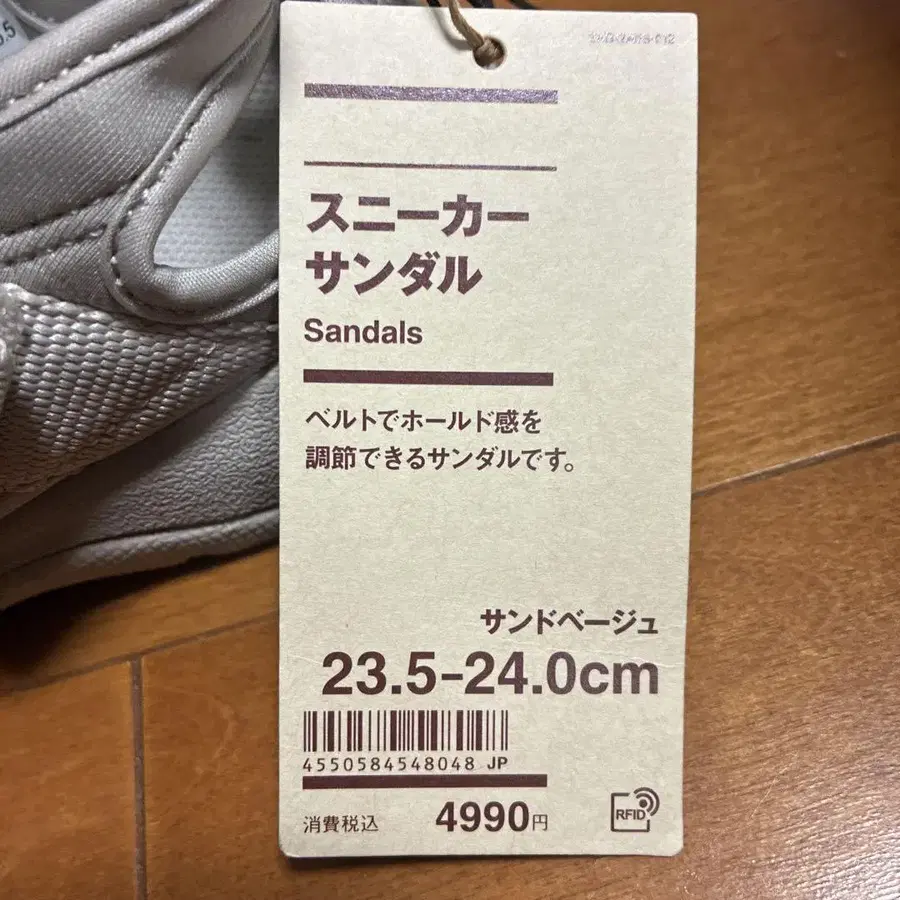 スニーカー
サンダル
Sandals
ベルトでホールド感を
調節できるサンダルです。
サンドベージュ
23.5-24.0cm
4550584548048 JP
消費税込 4990円
RFID